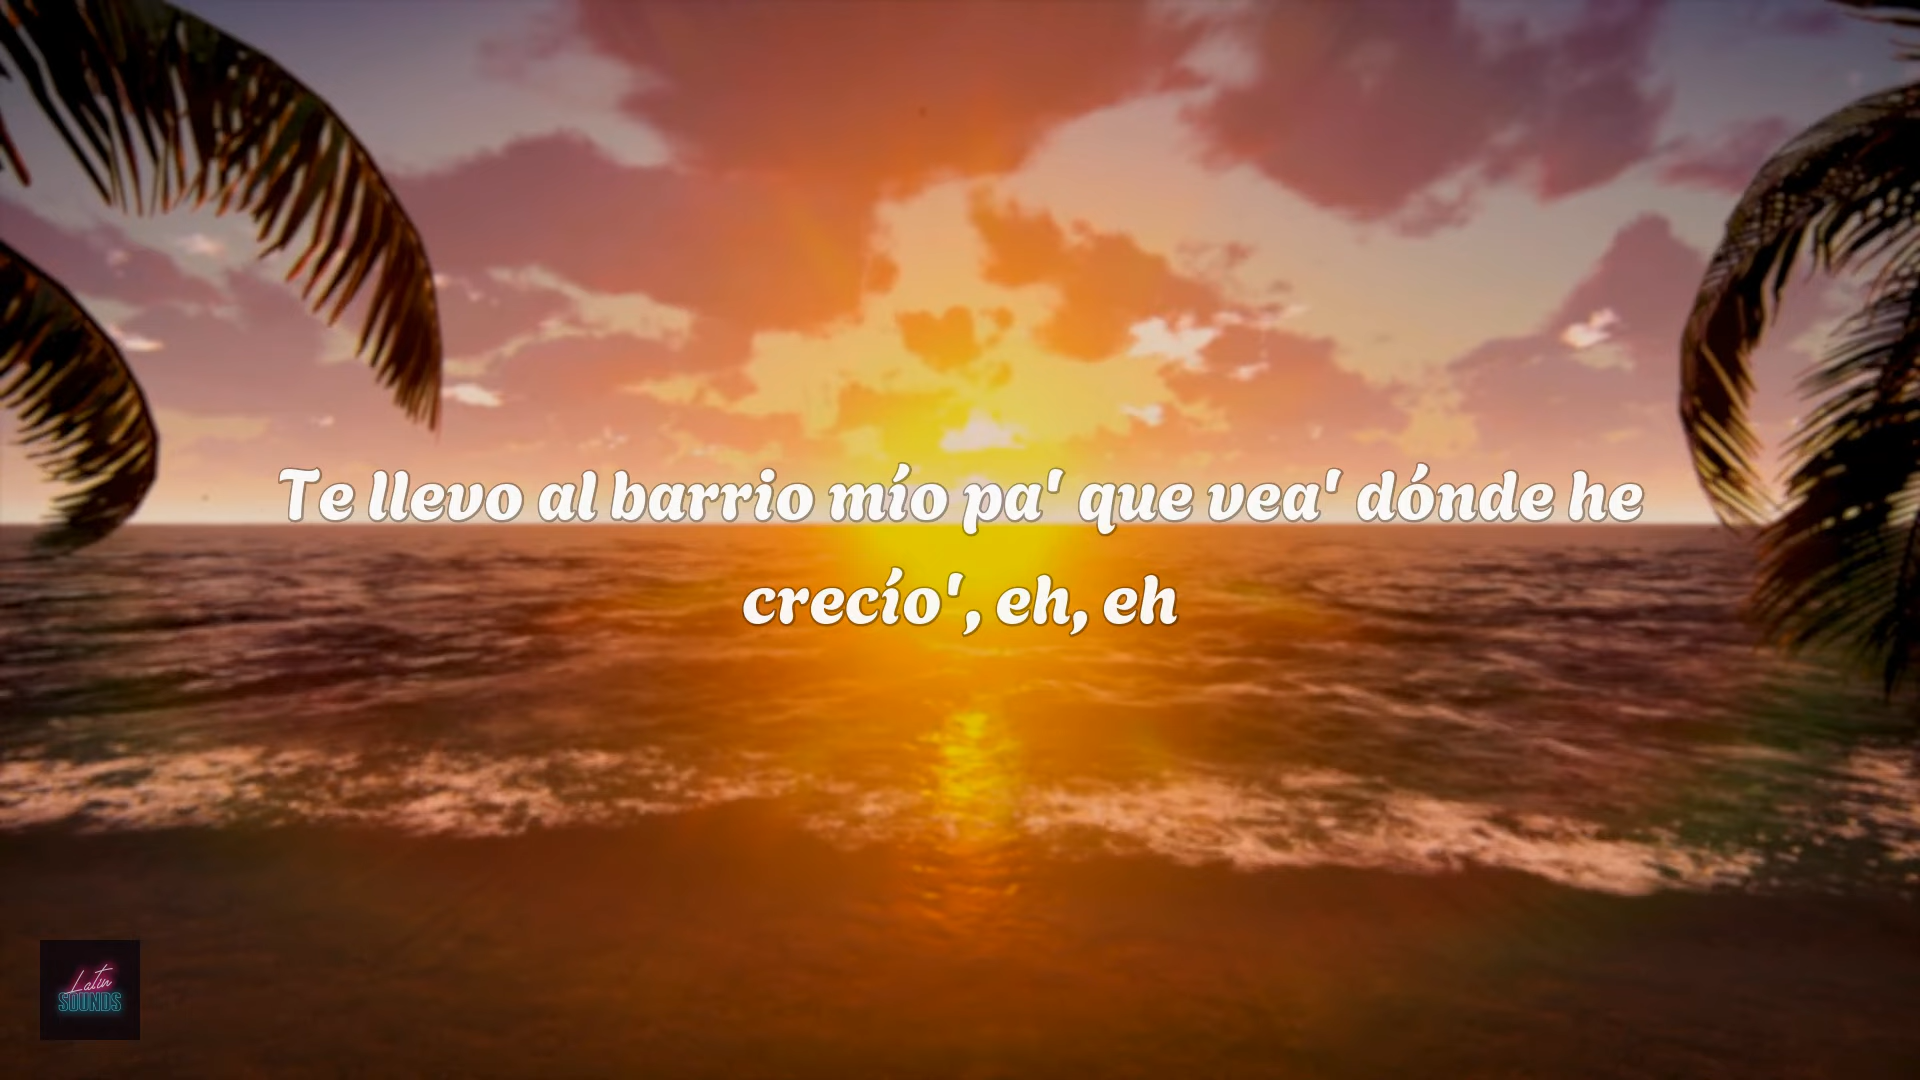 Te llevo al barrio mío pa' que vea' dónde he
crecío', eh, eh
Latin
SOUNDS